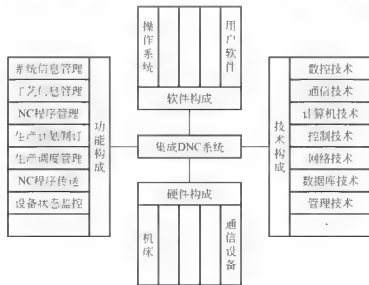 操作系统
用户软件
软件构成
系统信息管理
工艺信息管理
NC程序管理
生产计划制订
生产调度管理
NC程序传送
设备状态监控
功能构成
集成DNC系统
技术构成
数控技术
通信技术
计算机技术
控制技术
网络技术
数据库技术
管理技术
.
硬件构成
机床
通信设备